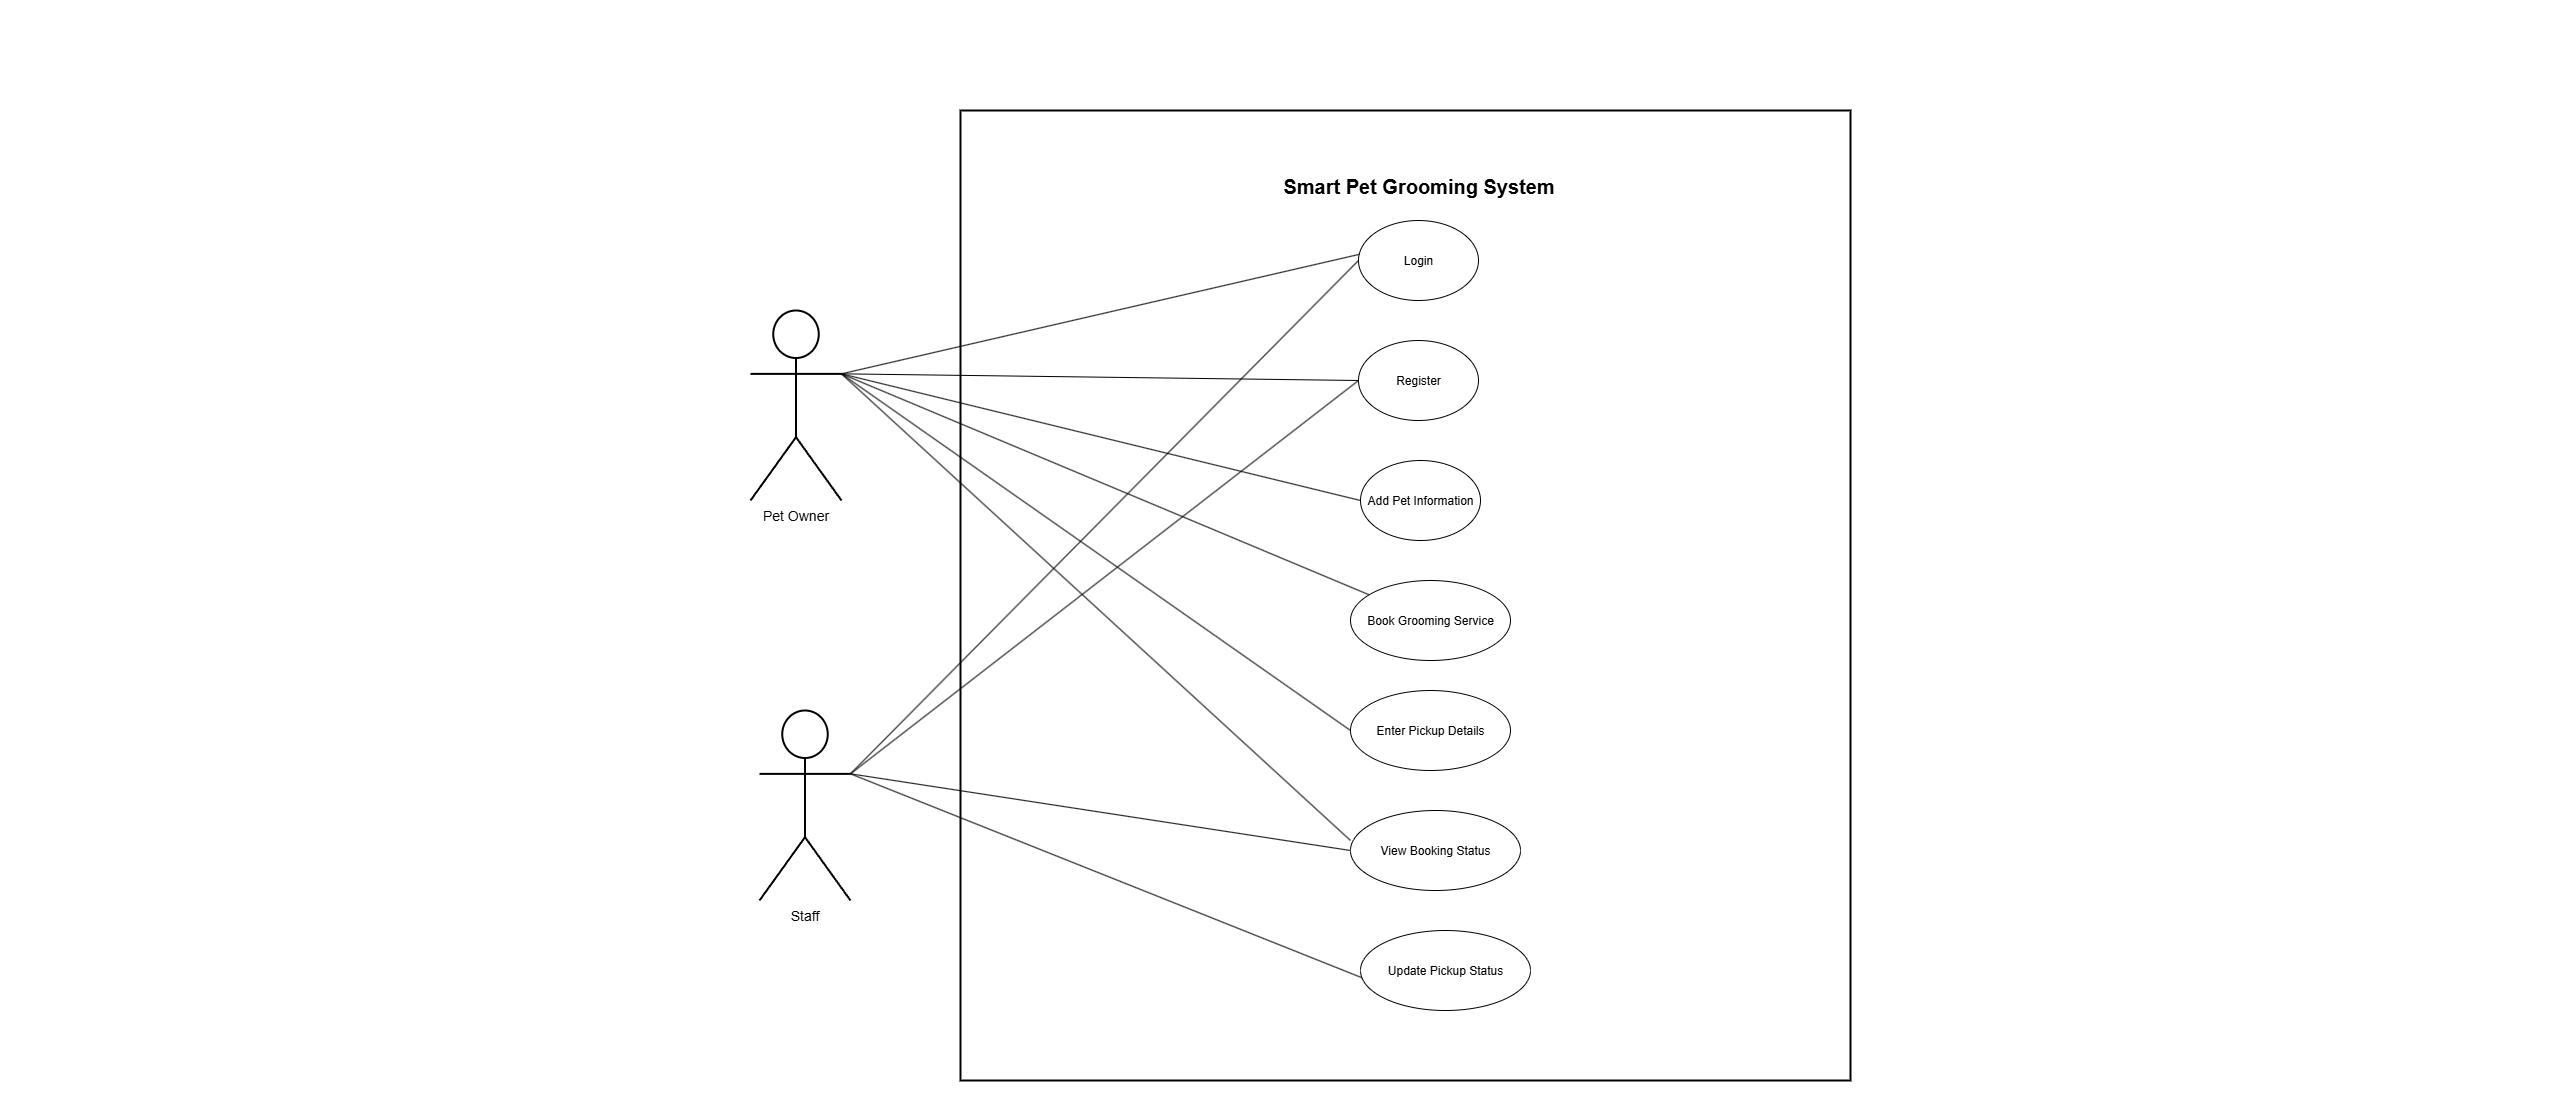 Smart Pet Grooming System
Login
Register
Add Pet Information
Book Grooming Service
Enter Pickup Details
View Booking Status
Update Pickup Status
Pet Owner
Staff